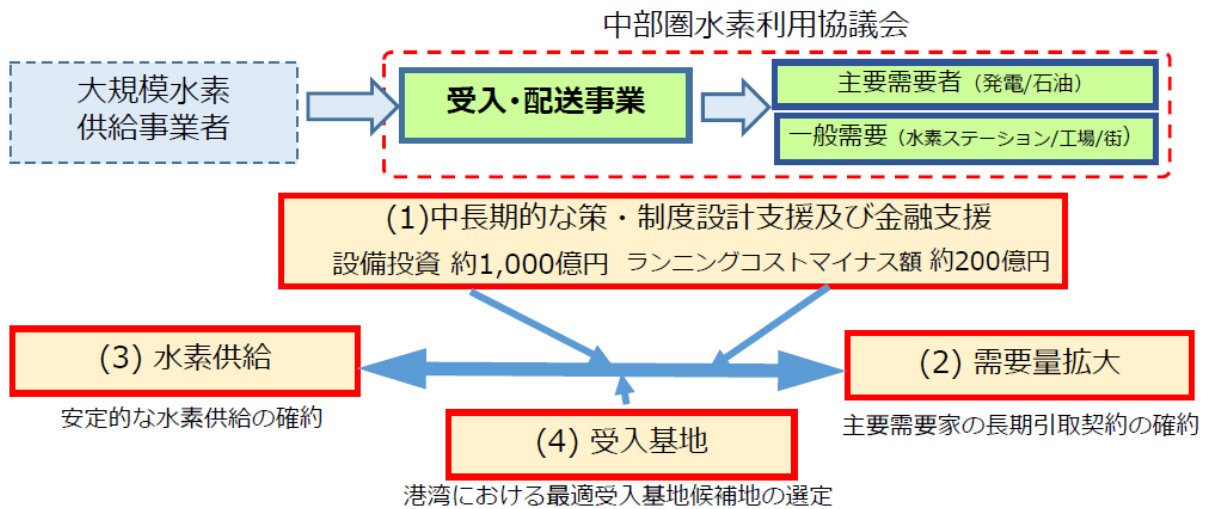 中部圏水素利用協議会
大規模水素
供給事業者
受入・配送事業
主要需要者（発電/石油）
一般需要（水素ステーション/工場/街）
(1)中長期的な策・制度設計支援及び金融支援
設備投資 約1,000億円 ランニングコストマイナス額 約200億円
(3) 水素供給
安定的な水素供給の確約
(2) 需要量拡大
主要需要家の長期引取契約の確約
(4) 受入基地
港湾における最適受入基地候補地の選定